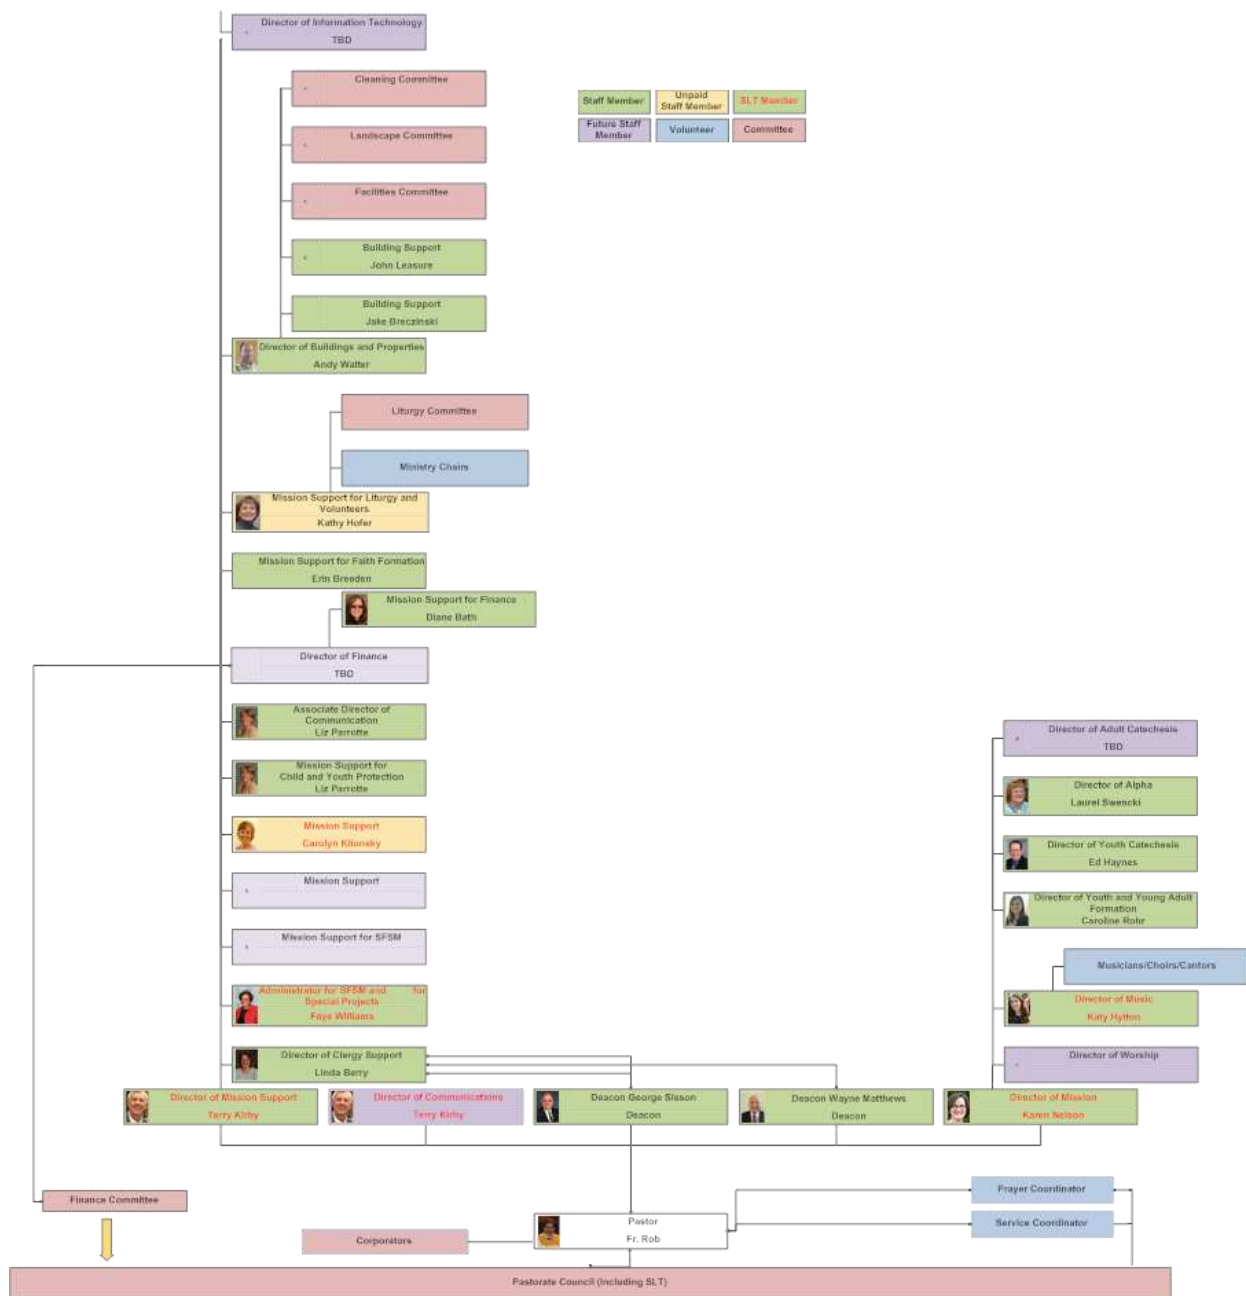 Director of Information Technology
TBD
Cleaning Committee
Staff Member
Unpaid
Staff Member
SLT Member
Future Staff
Member
Volunteer
Committee
Landscape Committee
Facilities Committee
Building Support
John Leasure
Building Support
Jake Breczinski
Director of Buildings and Properties
Andy Walter
Liturgy Committee
Ministry Chairs
Mission Support for Liturgy and
Volunteers
Kathy Hofer
Mission Support for Faith Formation
Erin Breeden
Mission Support for Finance
Diane Bath
Director of Finance
TBD
Associate Director of
Communication
Liz Parrotte
Mission Support for
Child and Youth Protection
Liz Parrotte
Mission Support
Carolyn
Mission Support
Mission Support for SFSM
Administrator for SFSM and for
Special Projects
Faye Williams
Director of Clergy Support
Linda Berry
Director of Adult Catechesis
TBD
Director of Alpha
Laurel Swencki
Director of Youth Catechesis
Ed Haynes
Director of Youth and Young Adult
Formation
Caroline Rohr
Musicians/Choirs/Cantors
Director of Music
Katy Hylton
Director of Worship
Director of Mission Support
Terry Kirby
Director of Communications
Terry Kirby
Deacon George Sisson
Deacon
Deacon Wayne Matthews
Deacon
Director of Mission
Karen Nelson
Finance Committee
Prayer Coordinator
Service Coordinator
Pastor
Fr. Rob
Corporators
Pastorate Council (Including SLT)